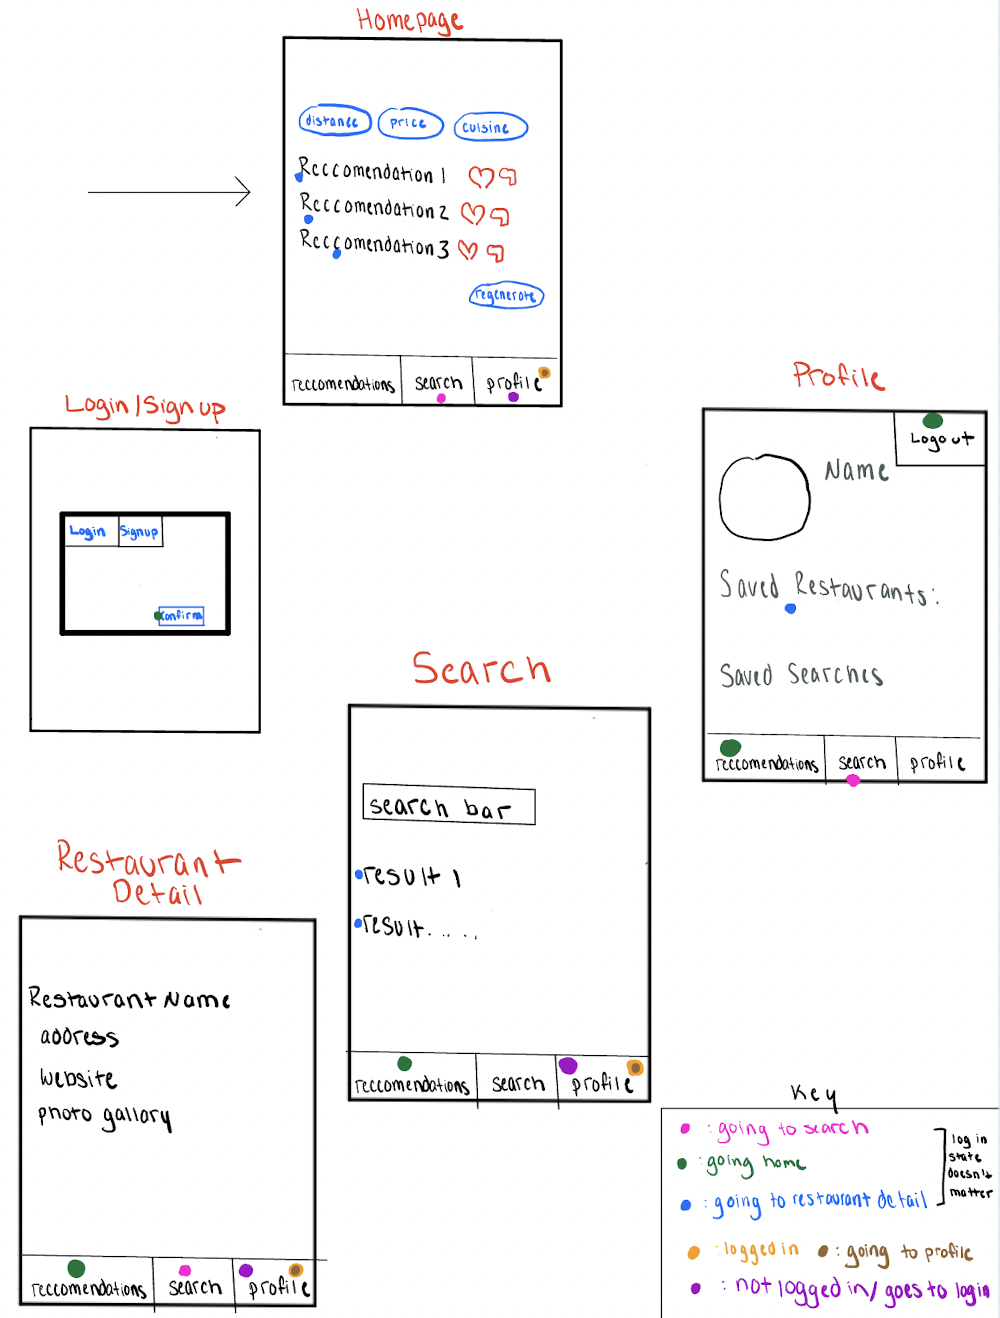 Homepage
distance price cuisine
Reccomendation 1
Reccomendation 2
Reccomendation 3
regenerate
reccomendations search profile
Login/Signup
Login Signup
Confirm
Profile
Logout
Name
Saved Restaurants:
Saved Searches
reccomendations search profile
Search
search bar
result 1
result.....
reccomendations search profile
Restaurant
Detail
Restaurant Name
address
website
photo gallary
reccomendations search profile
Key
: going to search
: going home
: going to restaurant detail
log in
state
doesn't
matter
: logged in : going to profile
: not logged in/ goes to login